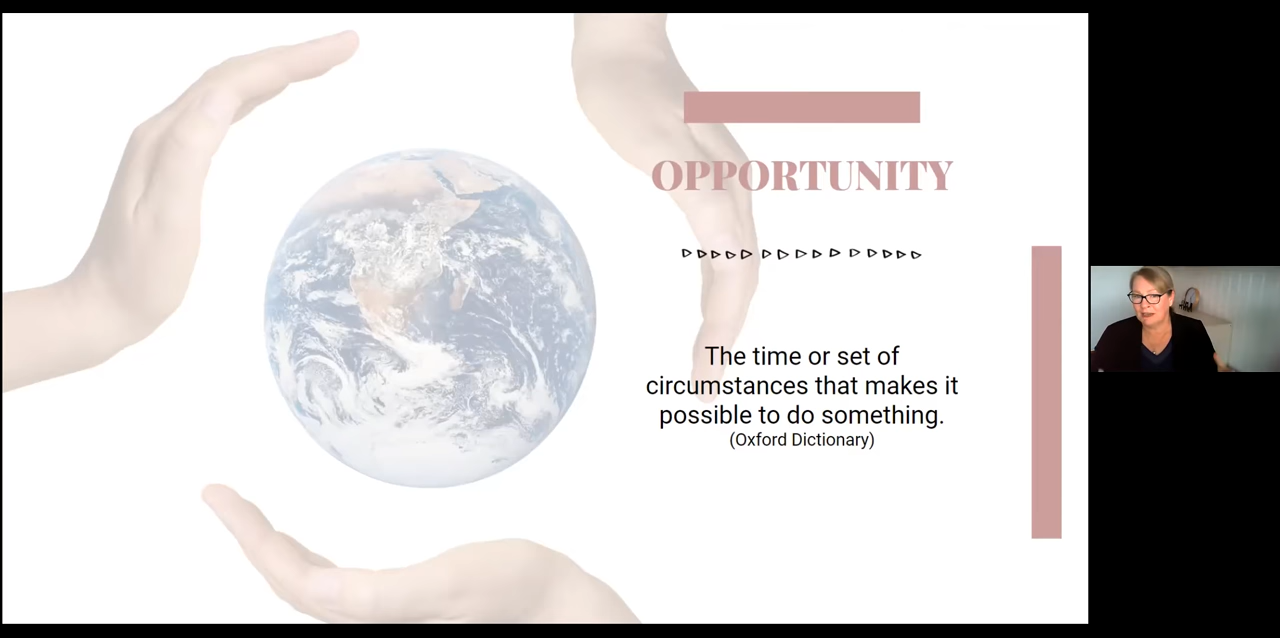 OPPORTUNITY
The time or set of
circumstances that makes it
possible to do something.
(Oxford Dictionary)